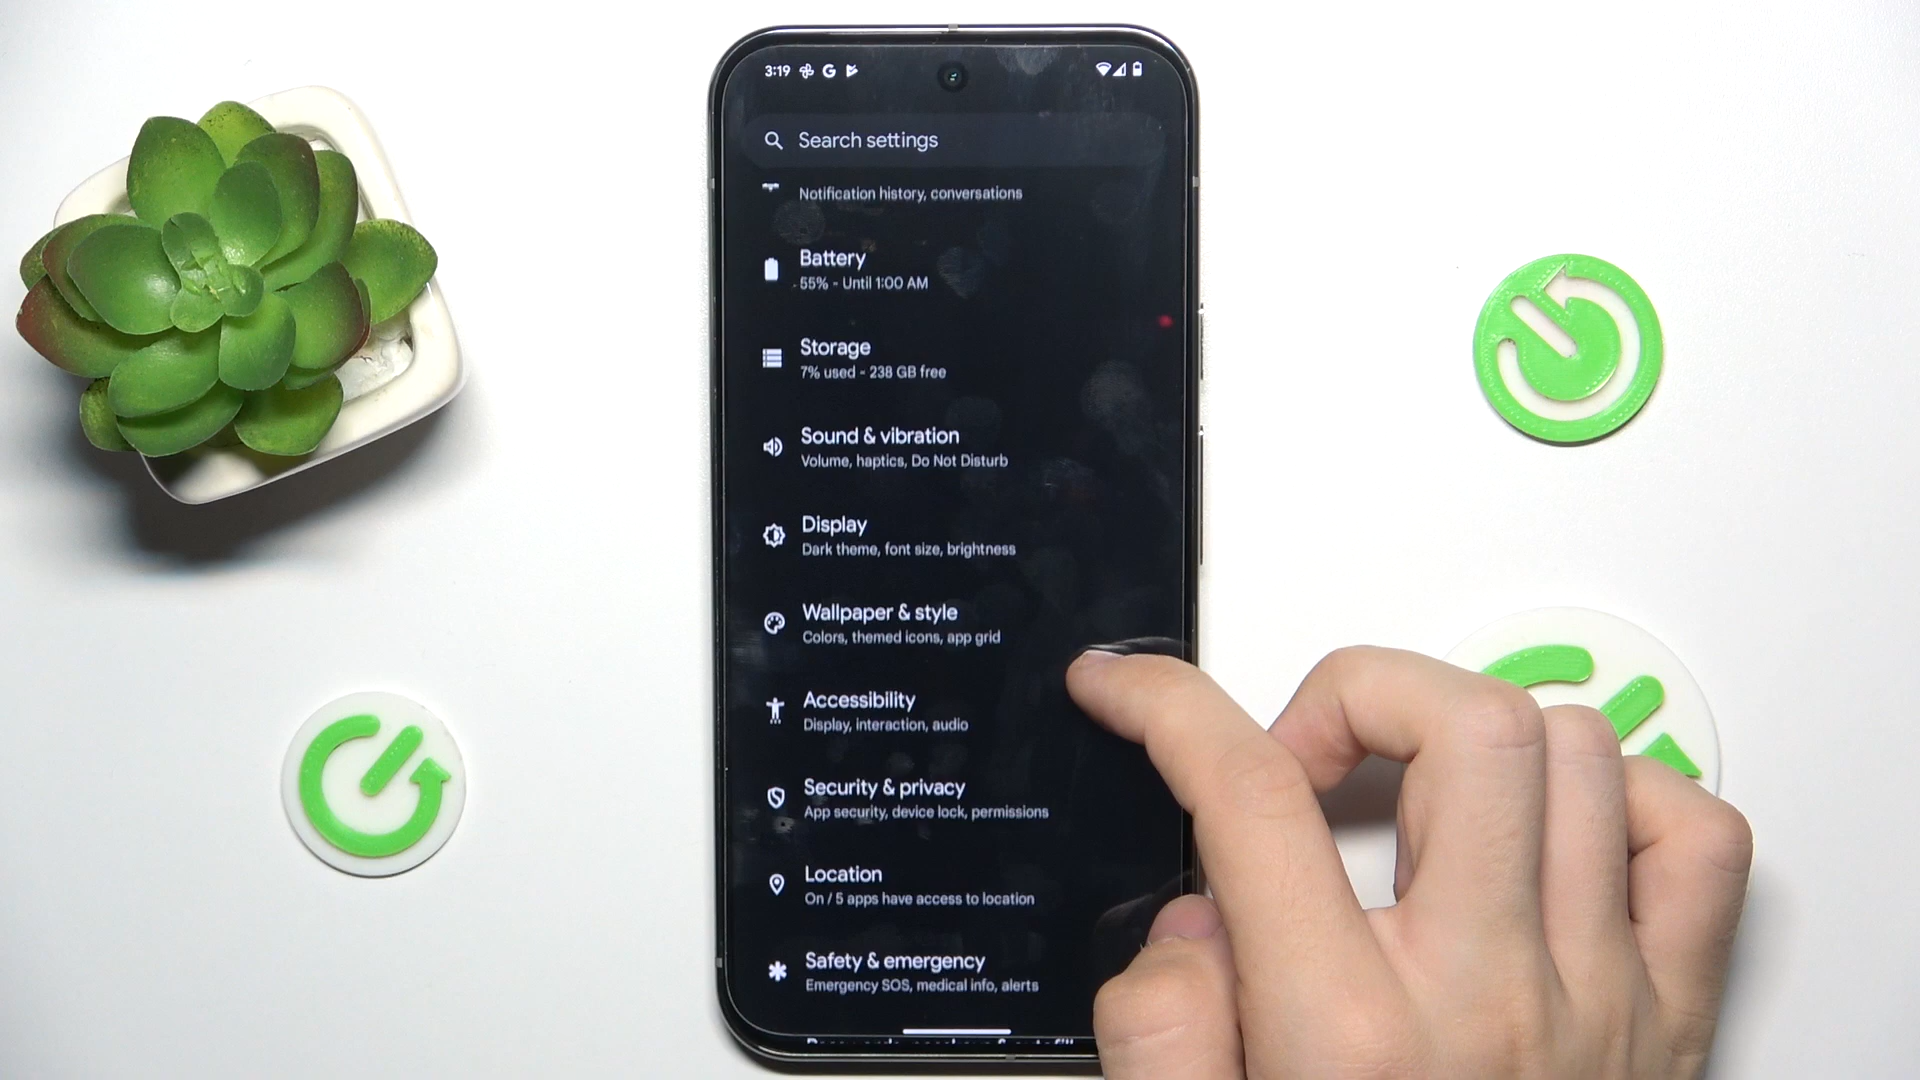 3:19
Search settings
Notification history, conversations
Battery
55% - Until 1:00 AM
Storage
7% used - 238 GB free
Sound & vibration
Volume, haptics, Do Not Disturb
Display
Dark theme, font size, brightness
Wallpaper & style
Colors, themed icons, app grid
Accessibility
Display, interaction, audio
Security & privacy
App security, device lock, permissions
Location
On / 5 apps have access to location
Safety & emergency
Emergency SOS, medical info, alerts